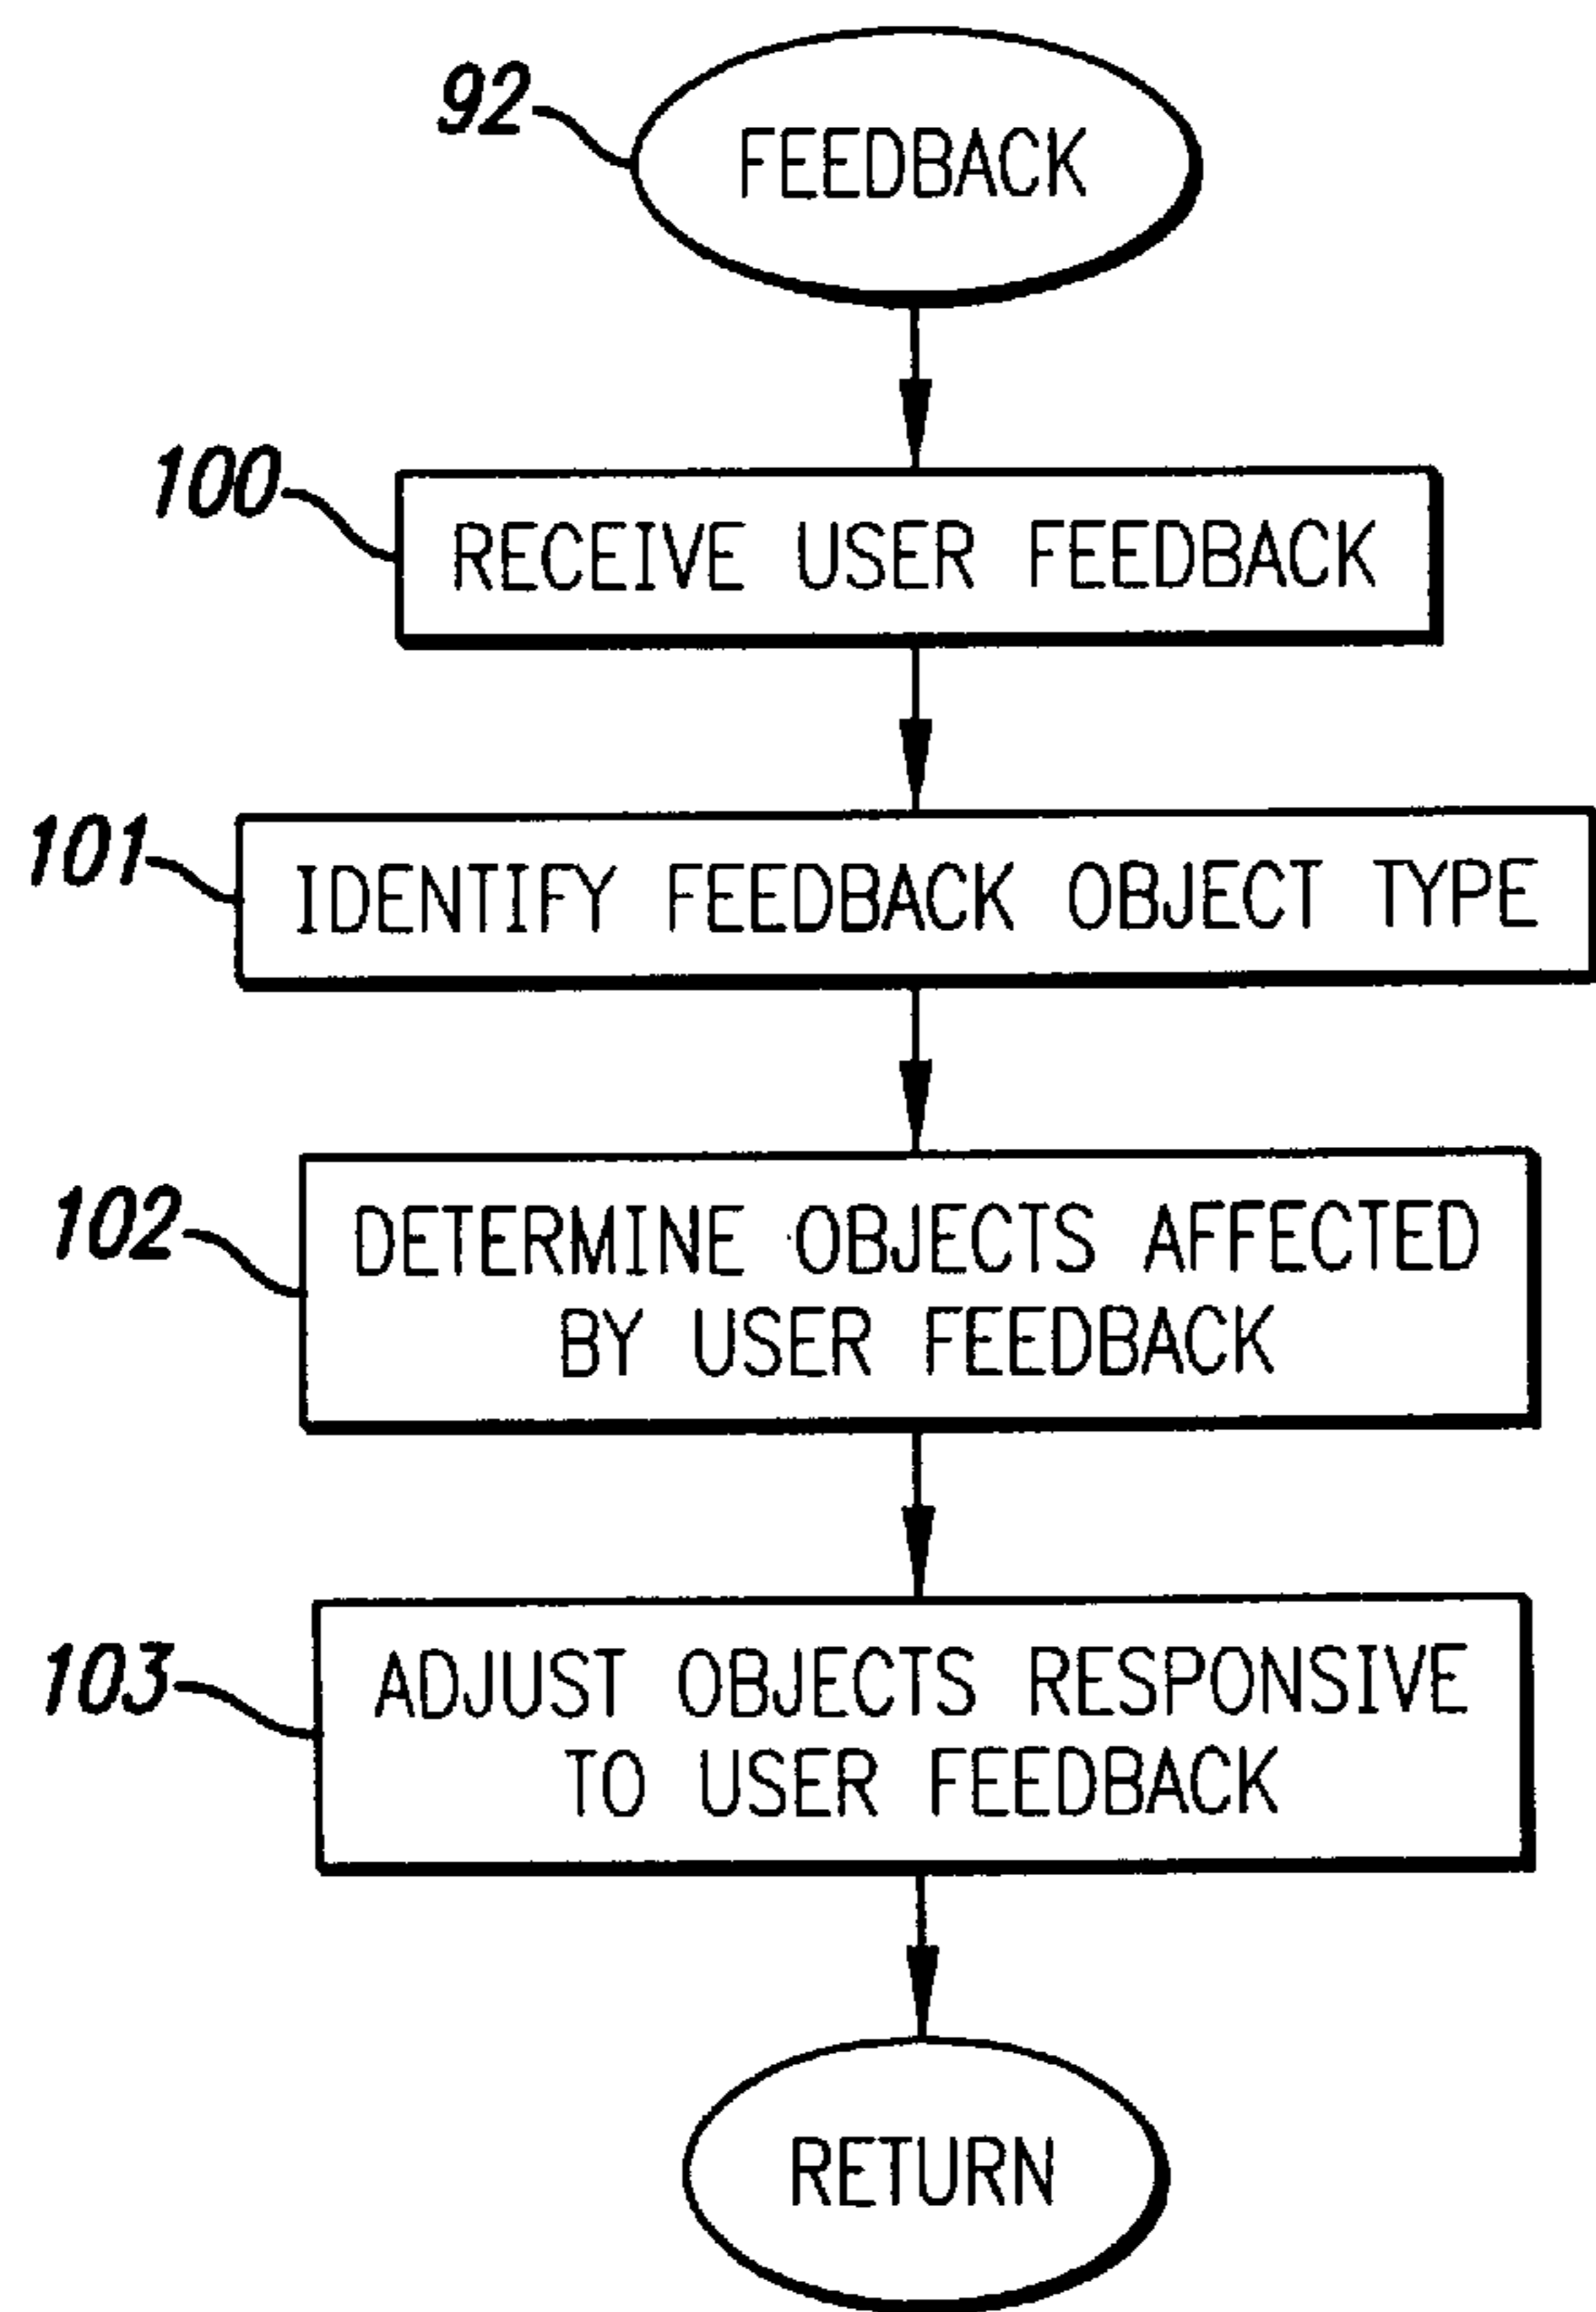 92
FEEDBACK
100
RECEIVE USER FEEDBACK
101
IDENTIFY FEEDBACK OBJECT TYPE
102
DETERMINE OBJECTS AFFECTED
BY USER FEEDBACK
103
ADJUST OBJECTS RESPONSIVE
TO USER FEEDBACK
RETURN